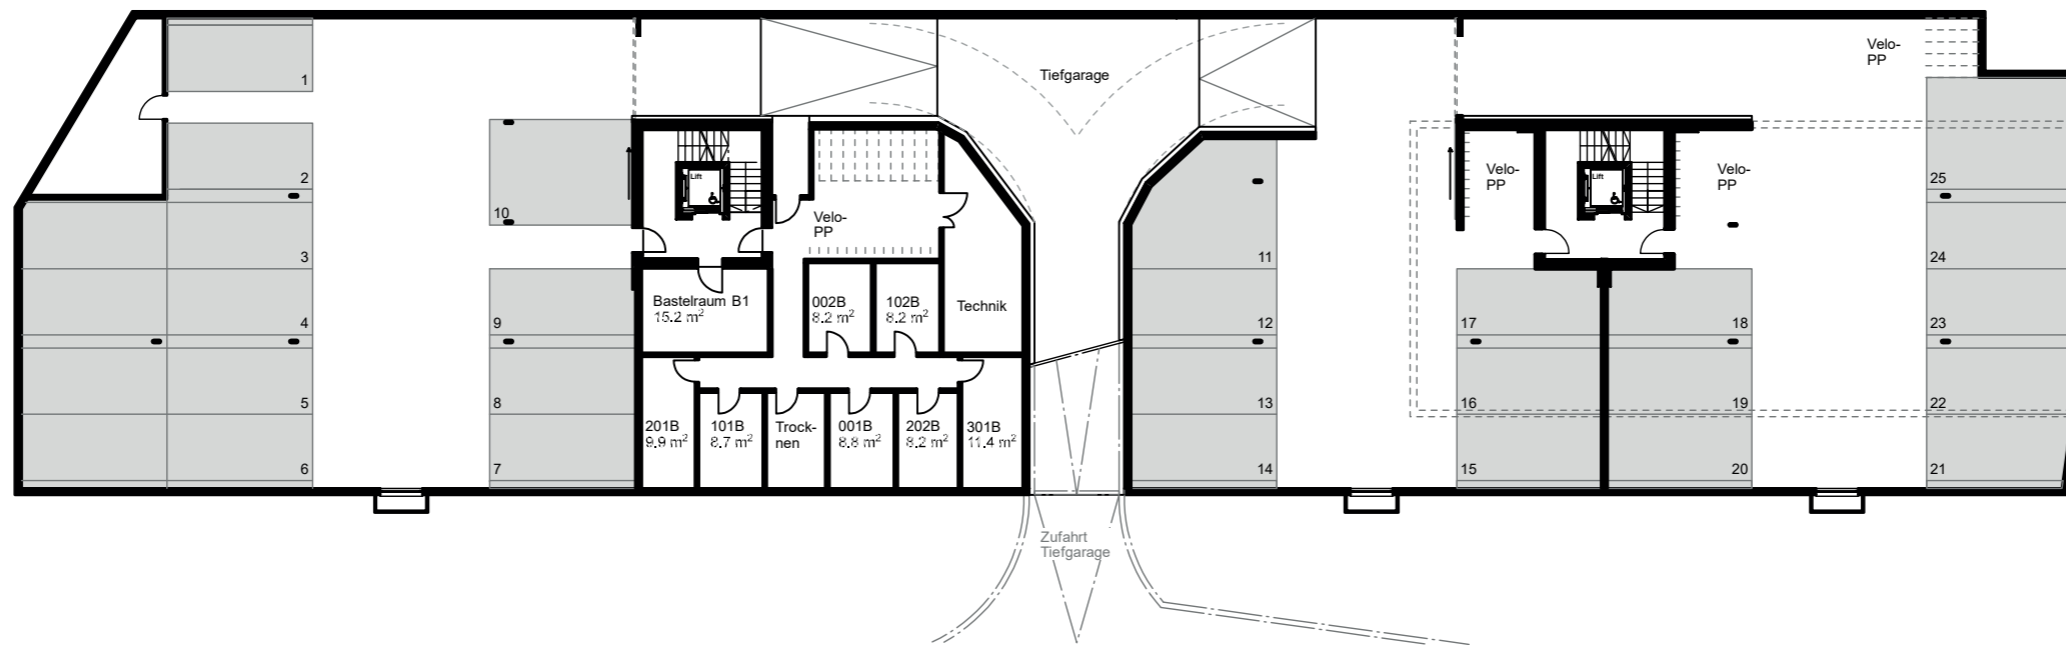 Velo-
PP
Tiefgarage
1
2
3
4
5
6
10
9
8
7
Lift
Velo-
PP
Bastelraum B1
15.2 m²
002B
8.2 m²
102B
8.2 m²
Technik
201B
9.9 m²
101B
8.7 m²
Trock-
nen
001B
8.8 m²
202B
8.2 m²
301B
11.4 m²
11
12
13
14
Velo-
PP
Lift
Velo-
PP
17
16
15
18
19
20
25
24
23
22
21
Zufahrt
Tiefgarage